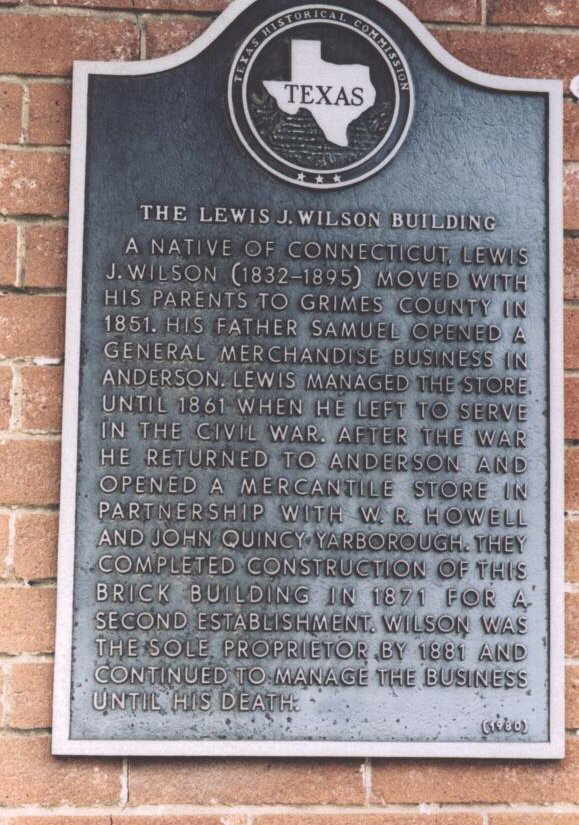 TEXAS HISTORICAL COMMISSION
TEXAS
THE LEWIS J. WILSON BUILDING
A NATIVE OF CONNECTICUT, LEWIS
J. WILSON (1832–1895) MOVED WITH
HIS PARENTS TO GRIMES COUNTY IN
1851. HIS FATHER SAMUEL OPENED A
GENERAL MERCHANDISE BUSINESS IN
ANDERSON. LEWIS MANAGED THE STORE
UNTIL 1861 WHEN HE LEFT TO SERVE
IN THE CIVIL WAR. AFTER THE WAR
HE RETURNED TO ANDERSON AND
OPENED A MERCANTILE STORE IN
PARTNERSHIP WITH W. R. HOWELL
AND JOHN QUINCY YARBOROUGH. THEY
COMPLETED CONSTRUCTION OF THIS
BRICK BUILDING IN 1871 FOR A
SECOND ESTABLISHMENT. WILSON WAS
THE SOLE PROPRIETOR BY 1881 AND
CONTINUED TO MANAGE THE BUSINESS
UNTIL HIS DEATH.
(1980)